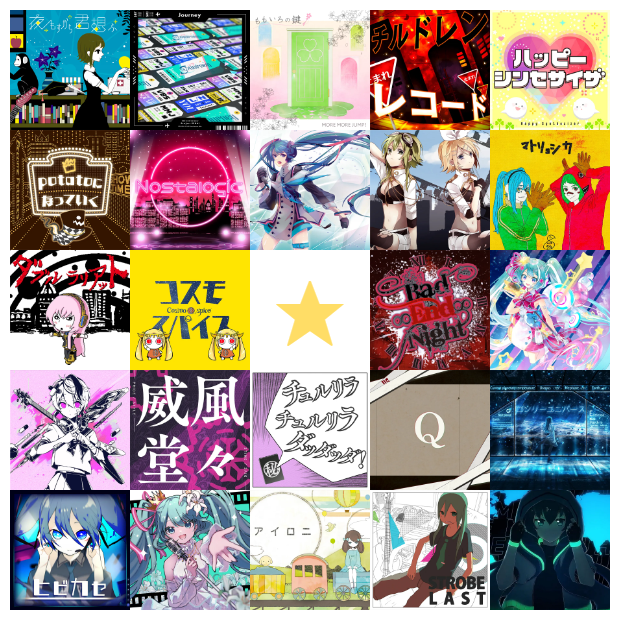 夜もすがら君想ふ
Journey
ももいろの鍵
MORE MORE JUMP!
チルドレン
レコード
ハッピー
シンセサイザ
Happy Synthesizer
potatoに
なっていく
Nostalogic
マトリョシカ
ダブルラリアット
コスモ
Cosmo spice
スパイス
Bad
End
Night
威風
堂々
チュルリラ
チュルリラ
ダッダッダ!
Q
ヒビカセ
アイロニ
STROBE
LAST